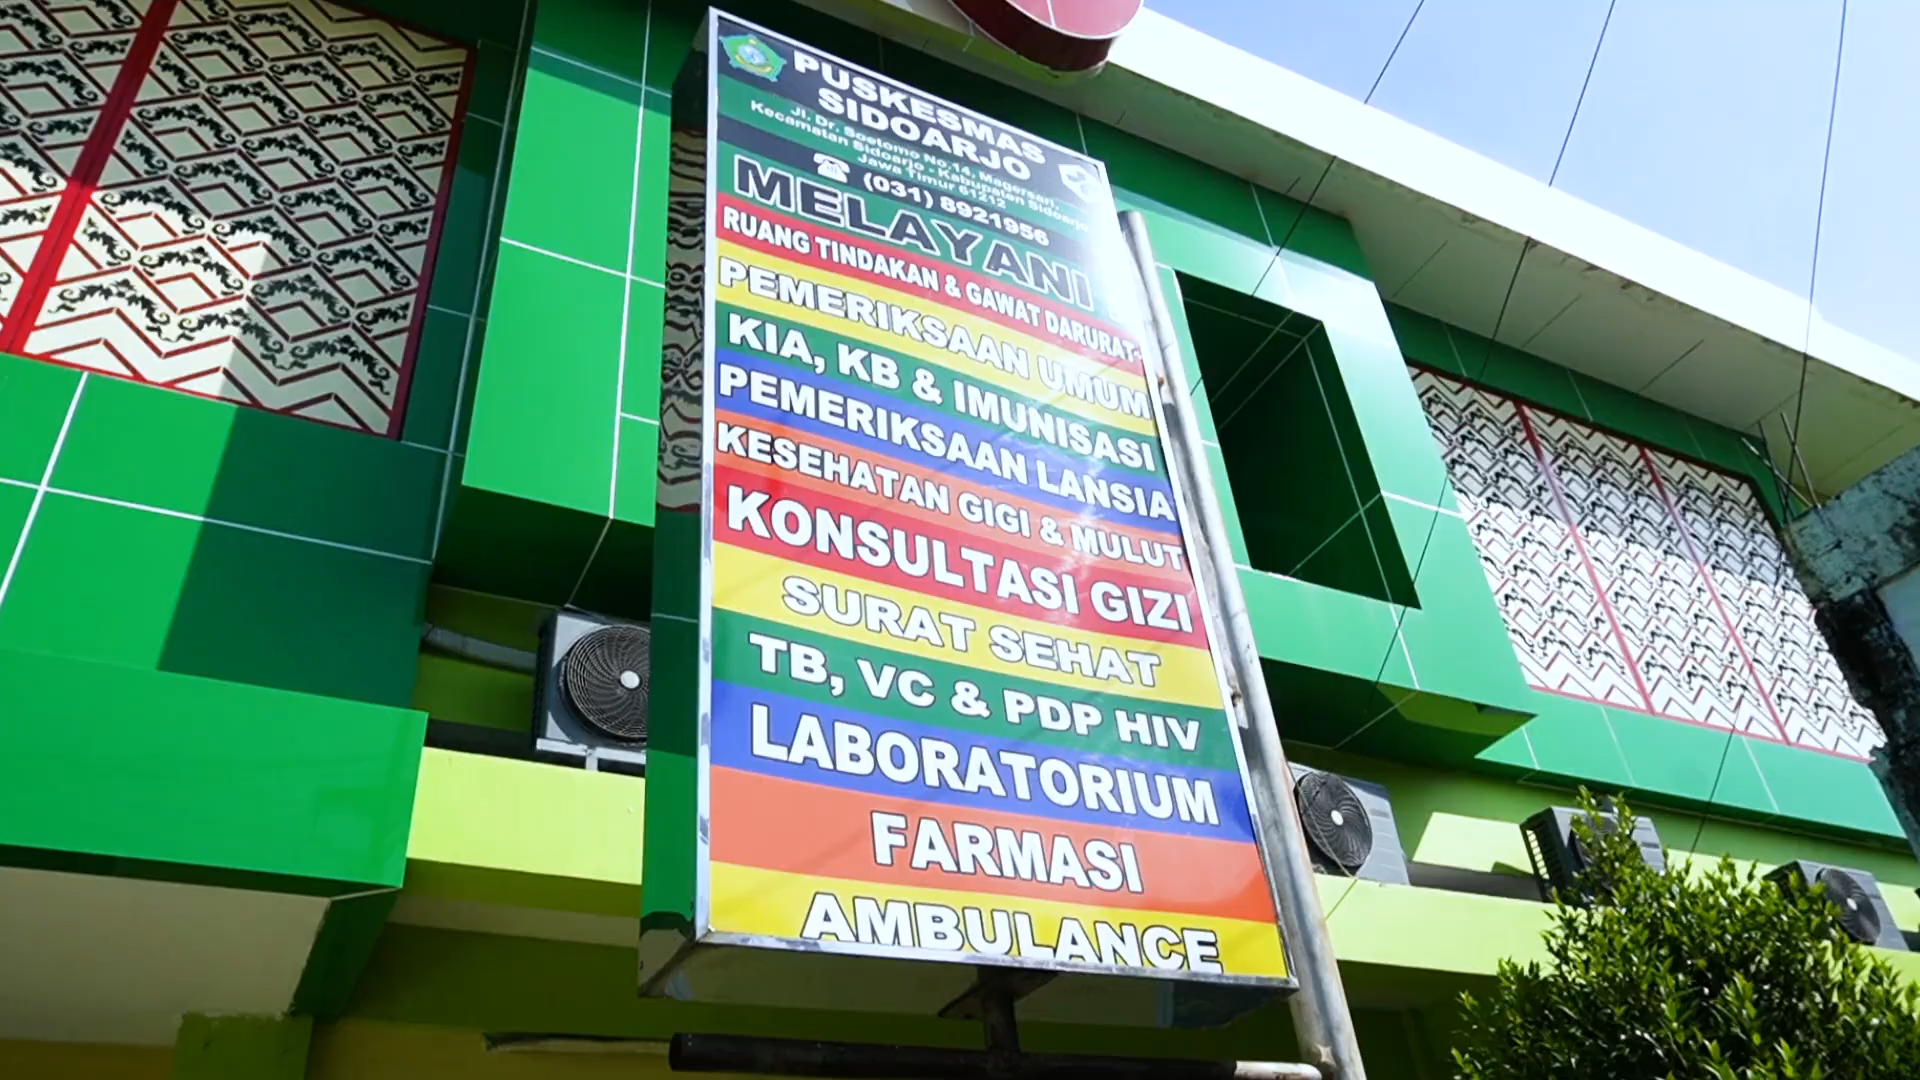 PUSKESMAS
SIDOARJO
Jl. Dr. Soetomo No.14, Magersari,
Kecamatan Sidoarjo - Kabupaten Sidoarjo
Jawa Timur 61212
(031) 8921956
MELAYANI :
RUANG TINDAKAN & GAWAT DARURAT
PEMERIKSAAN UMUM
KIA, KB & IMUNISASI
PEMERIKSAAN LANSIA
KESEHATAN GIGI & MULUT
KONSULTASI GIZI
SURAT SEHAT
TB, VC & PDP HIV
LABORATORIUM
FARMASI
AMBULANCE